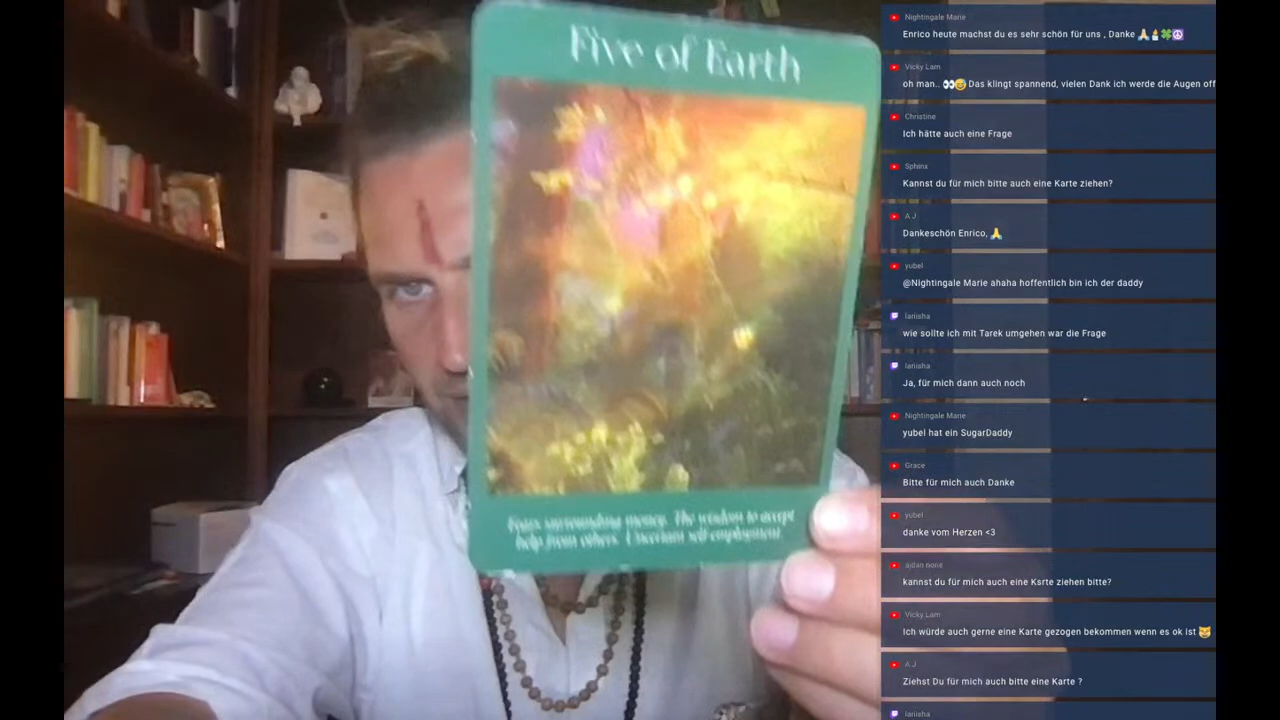 Five of Earth
Fears surrounding money. The wisdom to accept
help from others. Uncertain self-employment.
Nightingale Marie
Enrico heute machst du es sehr schön für uns , Danke 🙏🕯️🍀☮️
Vicky Lam
oh man.. 👀😅 Das klingt spannend, vielen Dank ich werde die Augen off
Christine
Ich hätte auch eine Frage
Sphinx
Kannst du für mich bitte auch eine Karte ziehen?
A J
Dankeschön Enrico, 🙏
yubel
@Nightingale Marie ahaha hoffentlich bin ich der daddy
lariisha
wie sollte ich mit Tarek umgehen war die Frage
lariisha
Ja, für mich dann auch noch
Nightingale Marie
yubel hat ein SugarDaddy
Grace
Bitte für mich auch Danke
yubel
danke vom Herzen <3
ajdan none
kannst du für mich auch eine Ksrte ziehen bitte?
Vicky Lam
Ich würde auch gerne eine Karte gezogen bekommen wenn es ok ist 😸
A J
Ziehst Du für mich auch bitte eine Karte ?
lariisha